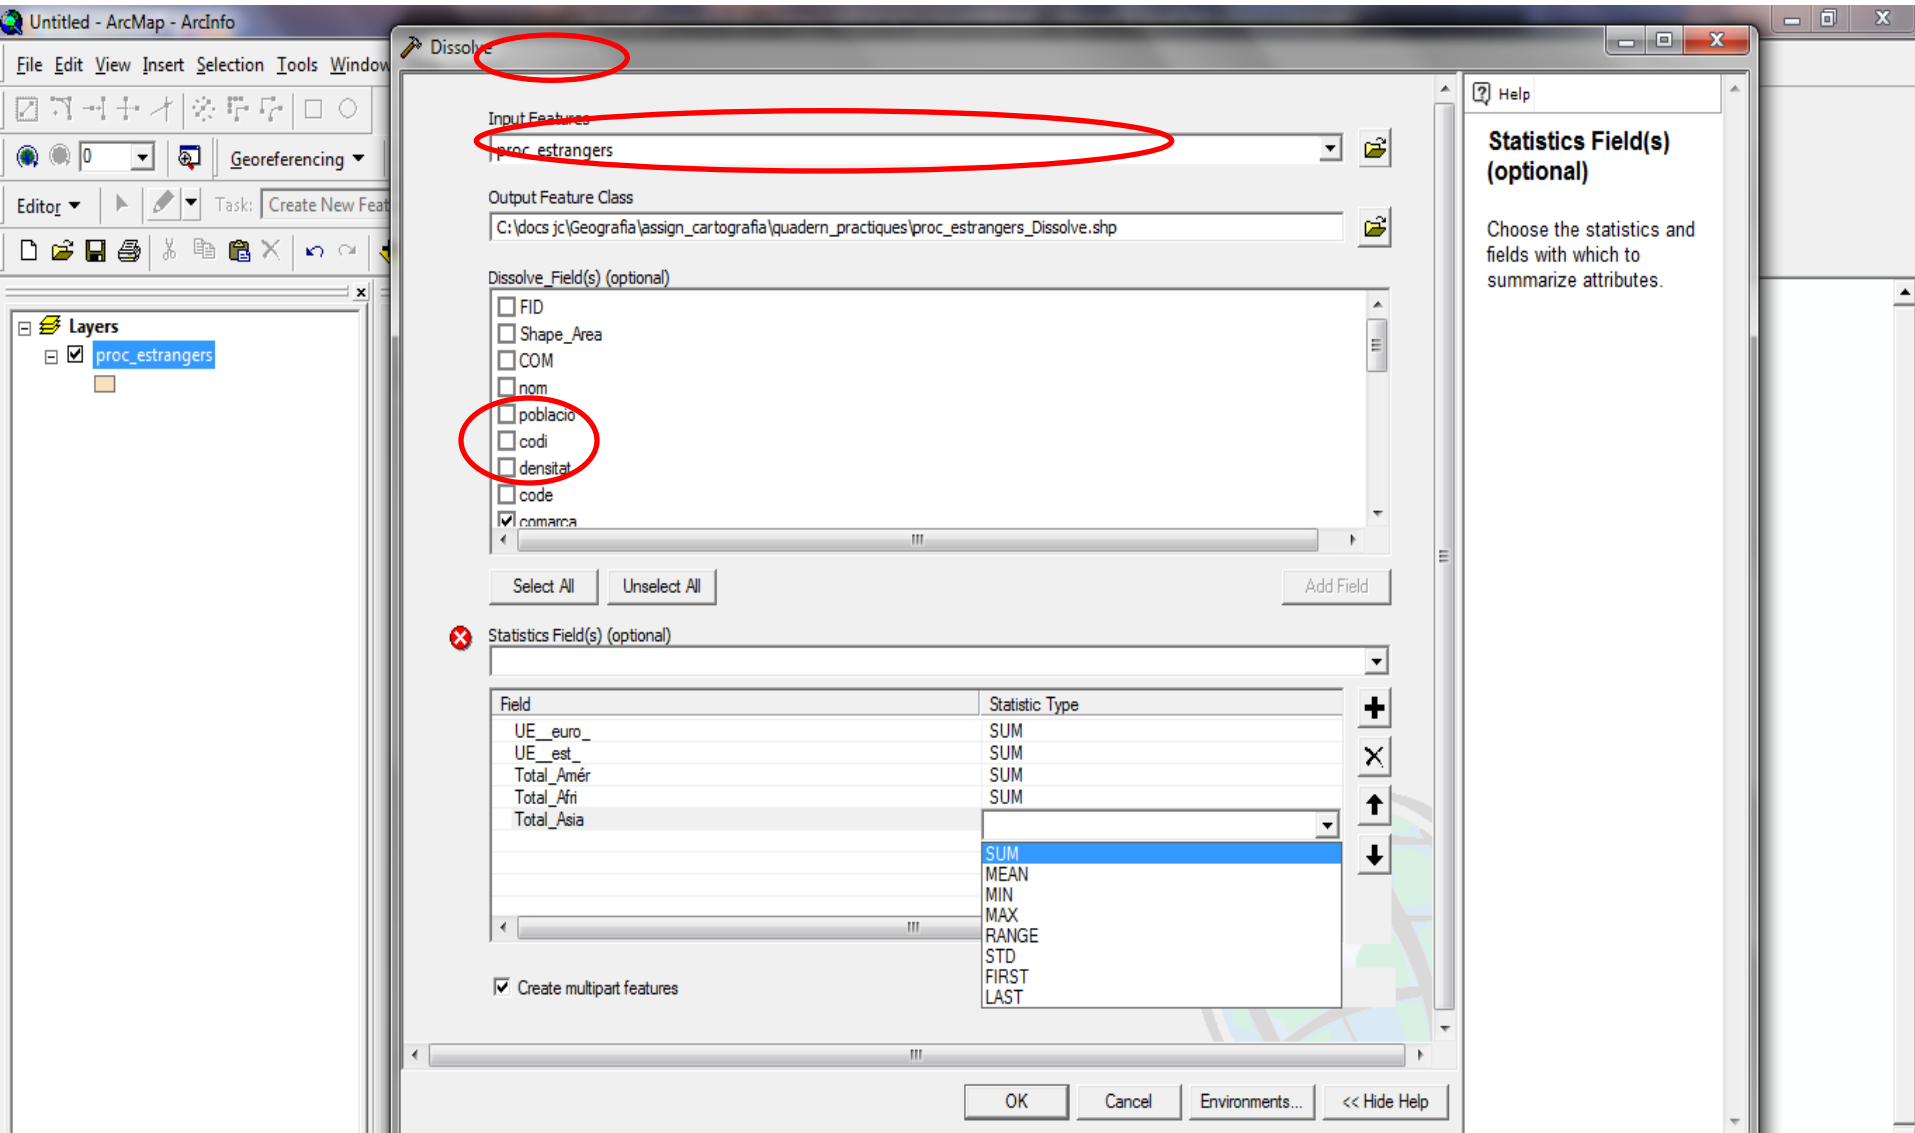 Untitled - ArcMap - ArcInfo
File Edit View Insert Selection Tools Window
0
Georeferencing
Editor
Task: Create New Feat
Layers
proc_estrangers
Dissolve
Input Features
proc_estrangers
Output Feature Class
C:\docs jc\Geografia\assign_cartografia\quadern_practiques\proc_estrangers_Dissolve.shp
Dissolve_Field(s) (optional)
FID
Shape_Area
COM
nom
població
codi
densitat
code
comarca
Select All Unselect All Add Field
Statistics Field(s) (optional)
Field Statistic Type
UE__euro_ SUM
UE__est_ SUM
Total_Amér SUM
Total_Afri SUM
Total_Asia
SUM
MEAN
MIN
MAX
RANGE
STD
FIRST
LAST
Create multipart features
OK Cancel Environments... << Hide Help
Help
Statistics Field(s)
(optional)
Choose the statistics and
fields with which to
summarize attributes.